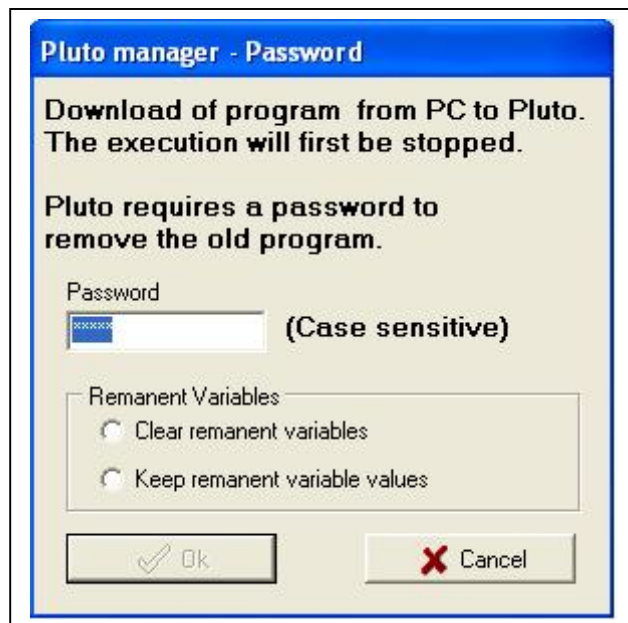 Pluto manager - Password
Download of program from PC to Pluto.
The execution will first be stopped.
Pluto requires a password to
remove the old program.
Password
***** (Case sensitive)
Remanent Variables
Clear remanent variables
Keep remanent variable values
Ok
Cancel